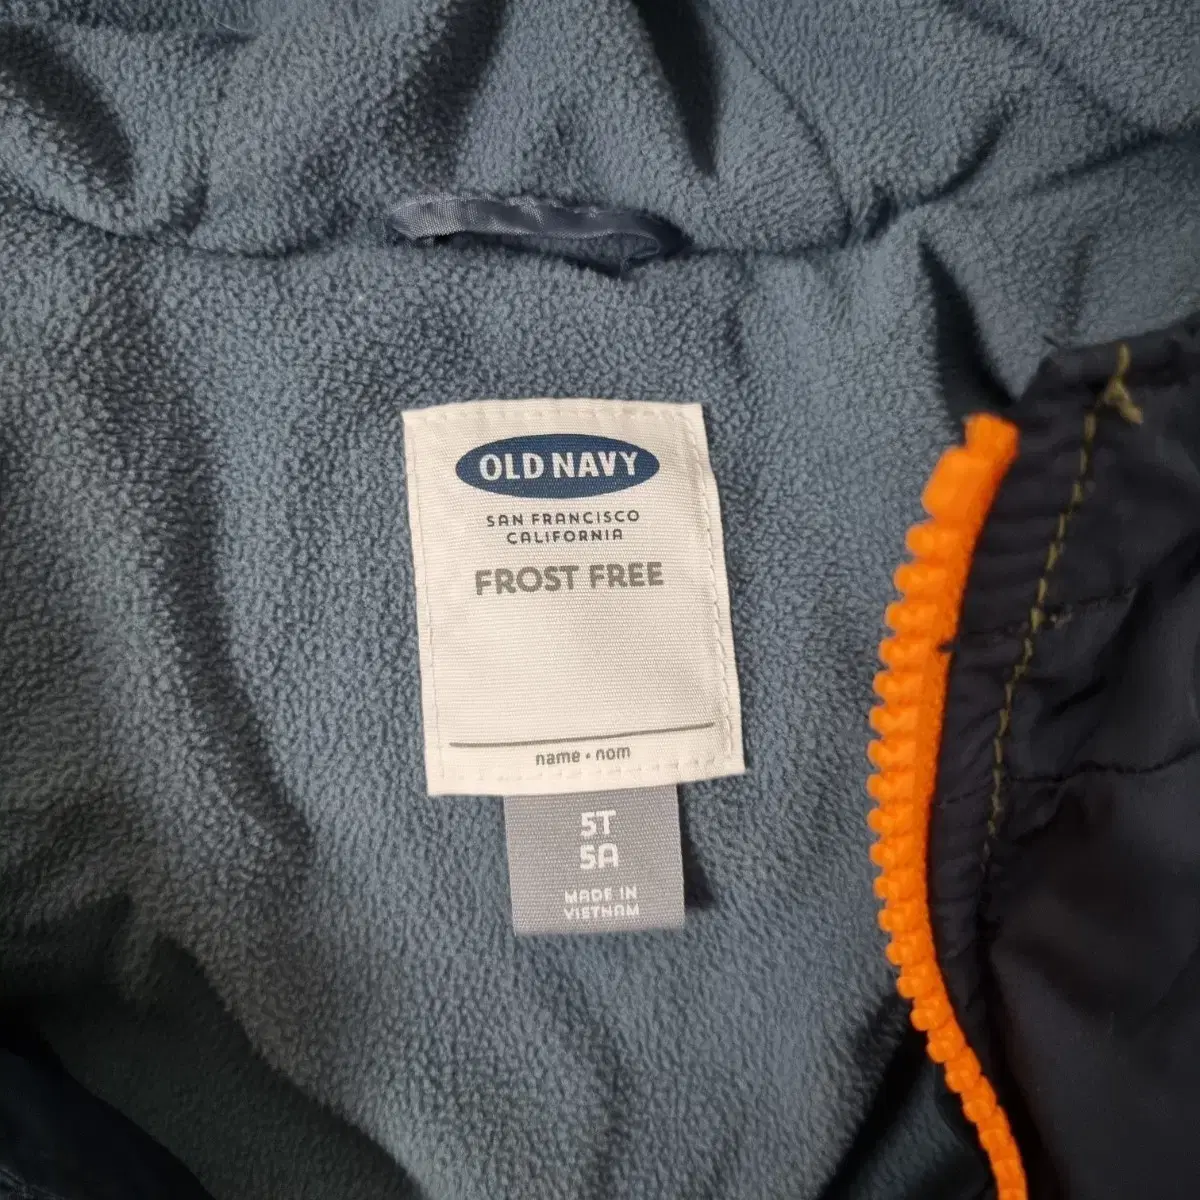 OLD NAVY
SAN FRANCISCO
CALIFORNIA
FROST FREE
name • nom
5T
5A
MADE IN
VIETNAM